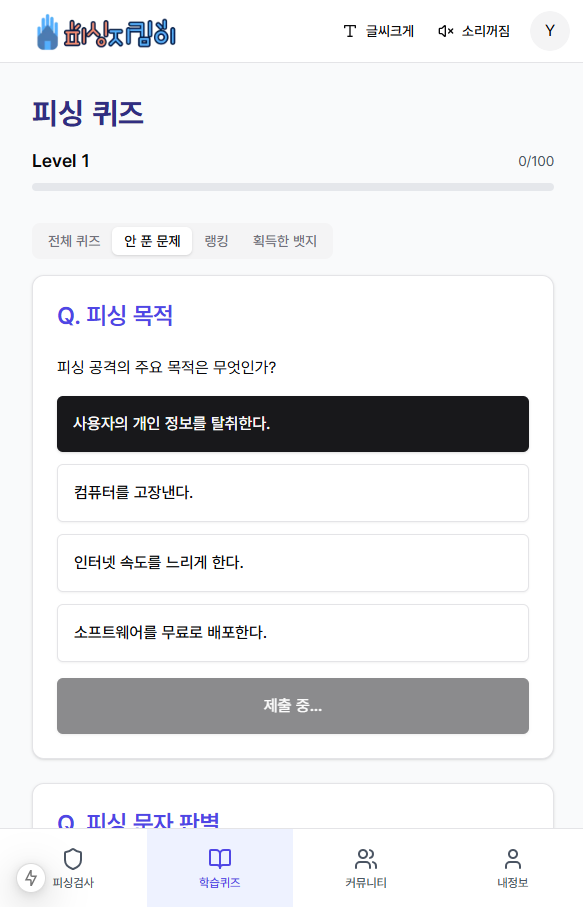 피싱지킴이
글씨크게
소리꺼짐
Y
피싱 퀴즈
Level 1
0/100
전체 퀴즈
안 푼 문제
랭킹
획득한 뱃지
Q. 피싱 목적
피싱 공격의 주요 목적은 무엇인가?
사용자의 개인 정보를 탈취한다.
컴퓨터를 고장낸다.
인터넷 속도를 느리게 한다.
소프트웨어를 무료로 배포한다.
제출 중...
Q. 피싱 문자 판별
피싱검사
학습퀴즈
커뮤니티
내정보